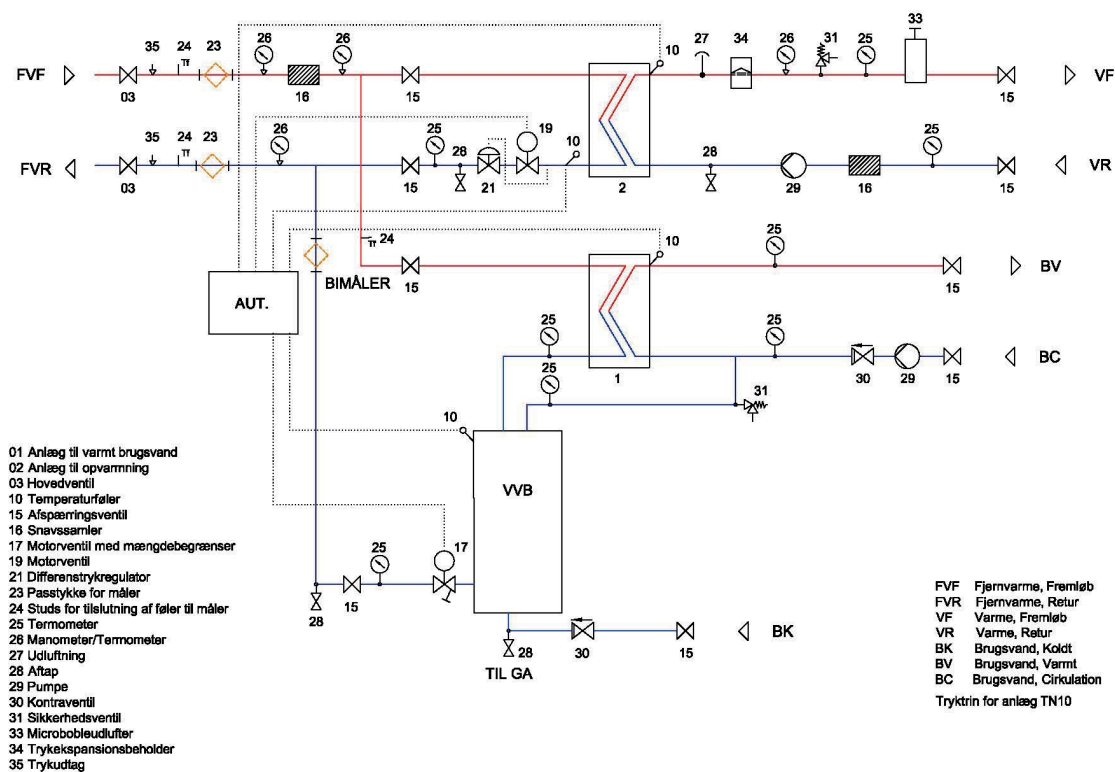 33
26 26 10 27 34 26 31 25
35 24 23
TT
FVF VF
03 16 15 15
19
35 24 23 26 25 10 28 25
TT 28
FVR VR
03 15 21 2 29 16 15
24 10 25
TT
BIMÅLER BV
15 15
AUT.
25 25
BC
1 30 29 15
25 31
10
01 Anlæg til varmt brugsvand
02 Anlæg til opvarmning
03 Hovedventil
10 Temperaturføler
15 Afspærringsventil
16 Snavssamler
17 Motorventil med mængdebegrænser
19 Motorventil
21 Differenstrykregulator
23 Passtykke for måler
24 Studs for tilslutning af føler til måler
25 Termometer
26 Manometer/Termometer
27 Udluftning
28 Aftap
29 Pumpe
30 Kontraventil
31 Sikkerhedsventil
33 Microbobleudlufter
34 Trykekspansionsbeholder
35 Trykudtag
VVB
25 17
28 15
BK
28 30 15
TIL GA
FVF Fjernvarme, Fremløb
FVR Fjernvarme, Retur
VF Varme, Fremløb
VR Varme, Retur
BK Brugsvand, Koldt
BV Brugsvand, Varmt
BC Brugsvand, Cirkulation
Tryktrin for anlæg TN10